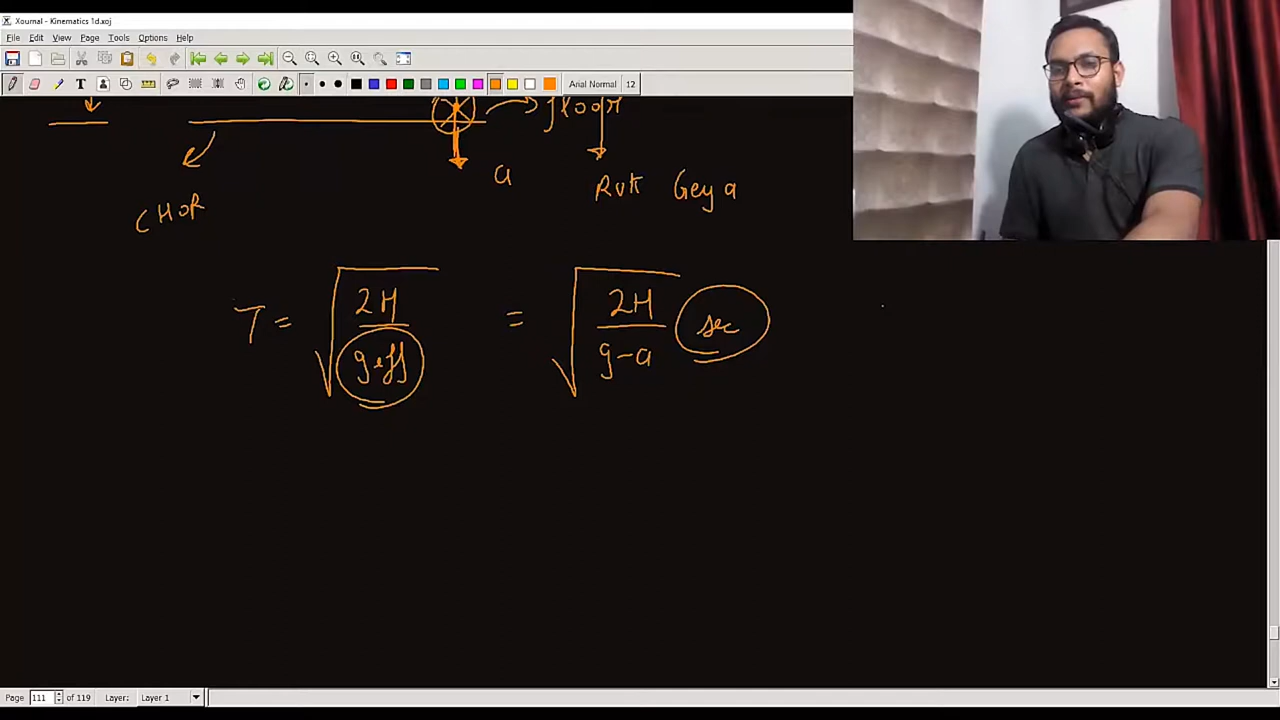 Xournal - Kinematics 1d.xoj
File Edit View Page Tools Options Help
T Arial Normal 12
floor
a Ruk Geya
CHOR
T = √(2H / geff) = √(2H / g-a) sec
Page 111 of 119 Layer: Layer 1